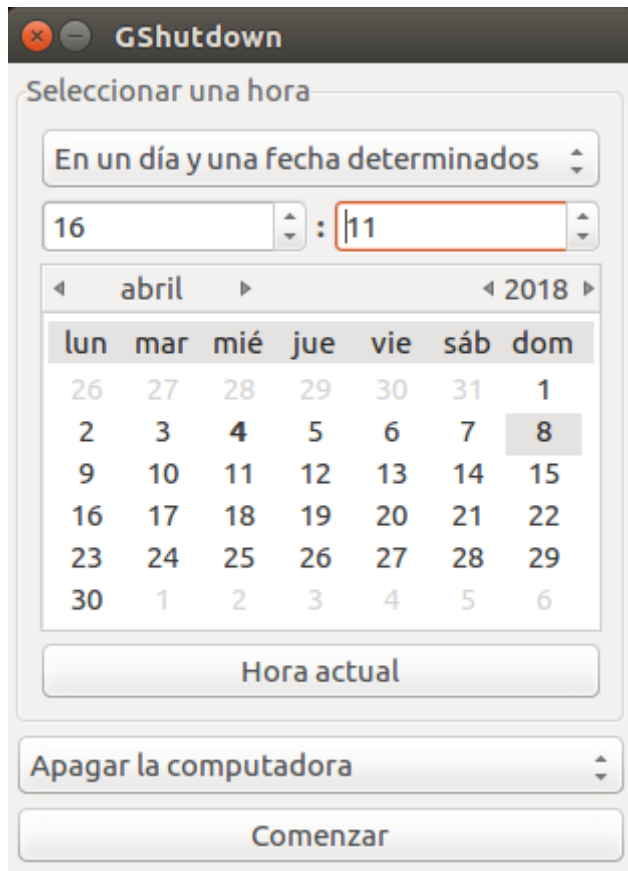 GShutdown
Seleccionar una hora
En un día y una fecha determinados
16 : 11
abril 2018
lun mar mié jue vie sáb dom
26 27 28 29 30 31 1
2 3 4 5 6 7 8
9 10 11 12 13 14 15
16 17 18 19 20 21 22
23 24 25 26 27 28 29
30 1 2 3 4 5 6
Hora actual
Apagar la computadora
Comenzar